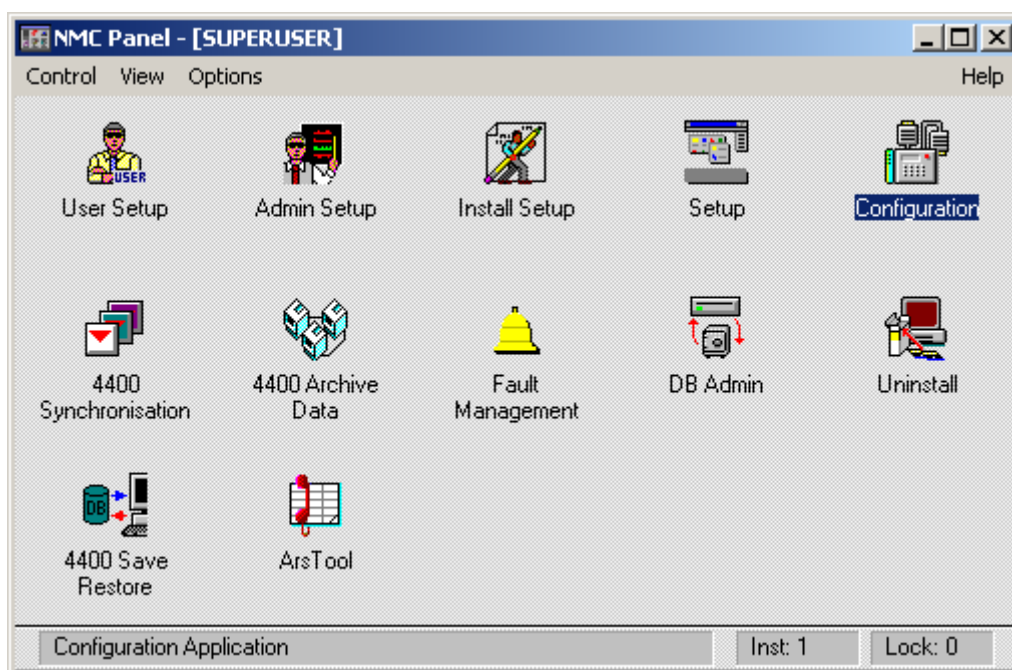 NMC Panel - [SUPERUSER]
Control View Options Help
USER
User Setup Admin Setup Install Setup Setup Configuration
4400 Synchronisation
4400 Archive Data
Fault Management
DB Admin
Uninstall
DB
4400 Save Restore
ArsTool
Configuration Application Inst: 1 Lock: 0